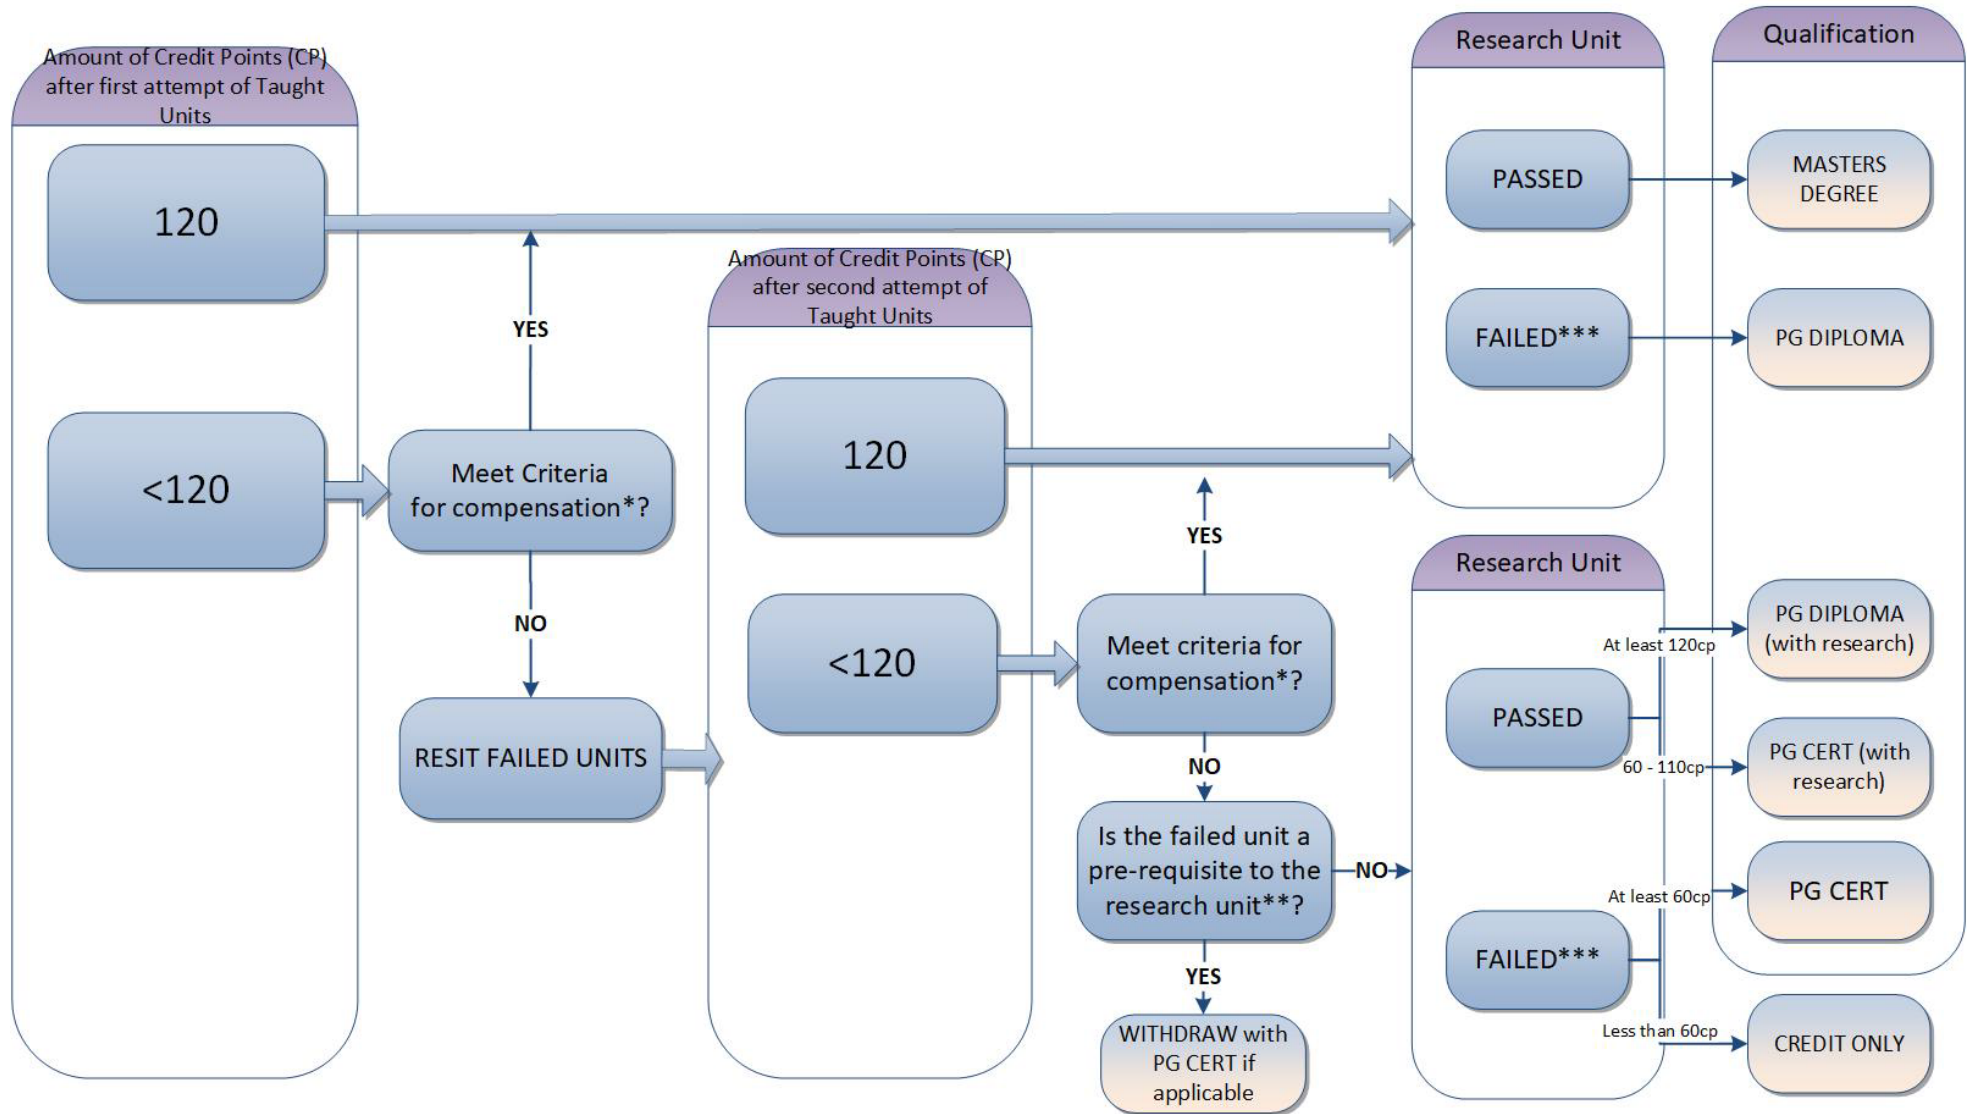 Amount of Credit Points (CP)
after first attempt of Taught
Units
120
<120
Meet Criteria
for compensation*?
YES
NO
RESIT FAILED UNITS
Amount of Credit Points (CP)
after second attempt of
Taught Units
120
<120
Meet criteria for
compensation*?
YES
NO
Is the failed unit a
pre-requisite to the
research unit**?
NO
YES
WITHDRAW with
PG CERT if
applicable
Research Unit
PASSED
FAILED***
Research Unit
PASSED
At least 120cp
60 - 110cp
FAILED***
At least 60cp
Less than 60cp
Qualification
MASTERS
DEGREE
PG DIPLOMA
PG DIPLOMA
(with research)
PG CERT (with
research)
PG CERT
CREDIT ONLY